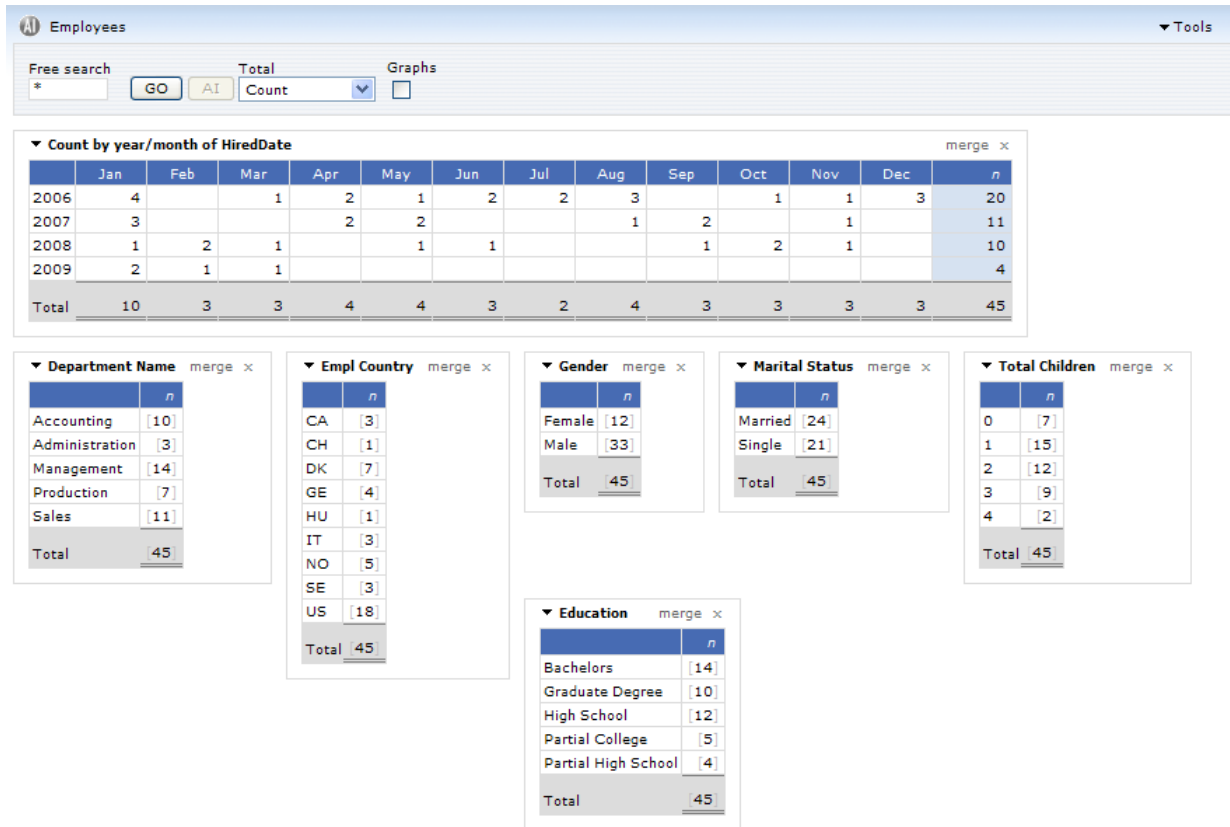 AI Employees ▼ Tools
Free search Total Graphs
* GO AI Count
▼ Count by year/month of HiredDate merge x
Jan Feb Mar Apr May Jun Jul Aug Sep Oct Nov Dec n
2006 4 1 2 1 2 2 3 1 1 3 20
2007 3 2 2 1 2 1 11
2008 1 2 1 1 1 1 2 1 10
2009 2 1 1 4
Total 10 3 3 4 4 3 2 4 3 3 3 3 45
▼ Department Name merge x
n
Accounting [10]
Administration [3]
Management [14]
Production [7]
Sales [11]
Total [45]
▼ Empl Country merge x
n
CA [3]
CH [1]
DK [7]
GE [4]
HU [1]
IT [3]
NO [5]
SE [3]
US [18]
Total [45]
▼ Gender merge x
n
Female [12]
Male [33]
Total [45]
▼ Marital Status merge x
n
Married [24]
Single [21]
Total [45]
▼ Total Children merge x
n
0 [7]
1 [15]
2 [12]
3 [9]
4 [2]
Total [45]
▼ Education merge x
n
Bachelors [14]
Graduate Degree [10]
High School [12]
Partial College [5]
Partial High School [4]
Total [45]